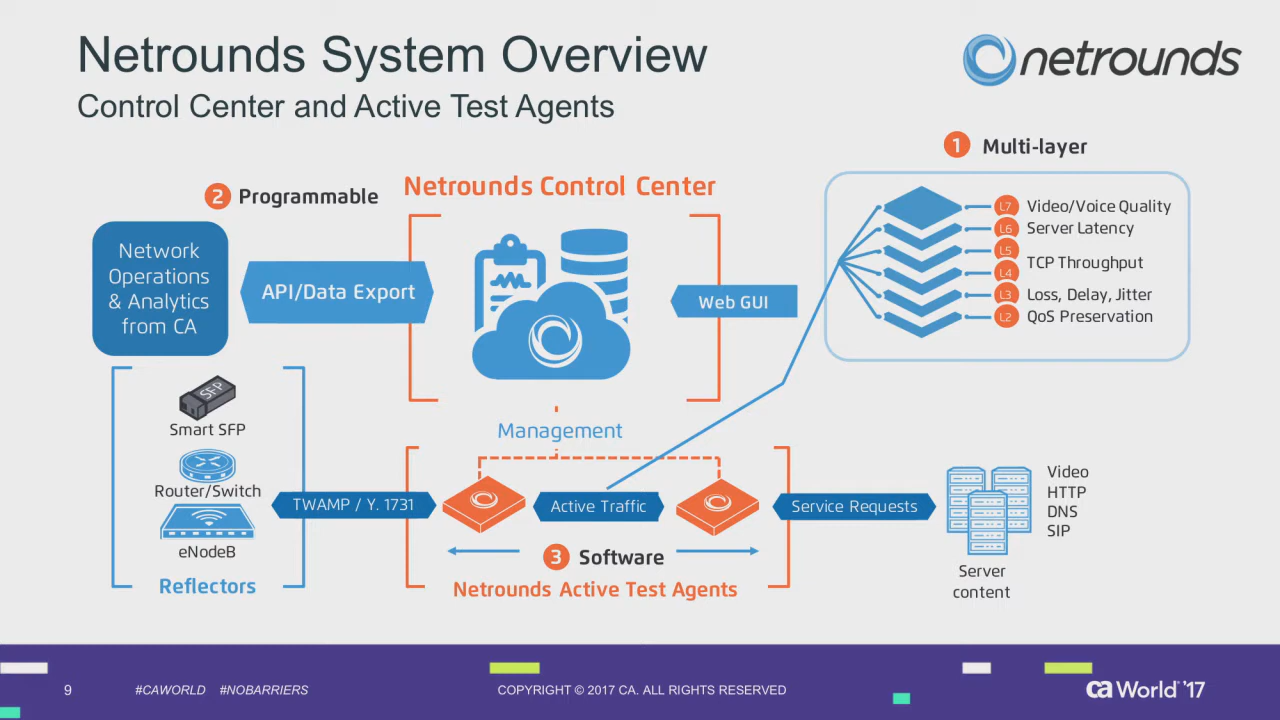 Netrounds System Overview
Control Center and Active Test Agents
netrounds
1 Multi-layer
L7 Video/Voice Quality
L6 Server Latency
L5
TCP Throughput
L4
L3 Loss, Delay, Jitter
L2 QoS Preservation
2 Programmable
Netrounds Control Center
Network
Operations
& Analytics
from CA
API/Data Export
Web GUI
Management
SFP
Smart SFP
Router/Switch
eNodeB
Reflectors
TWAMP / Y. 1731
Active Traffic
Service Requests
3 Software
Netrounds Active Test Agents
Video
HTTP
DNS
SIP
Server
content
9
#CAWORLD #NOBARRIERS
COPYRIGHT © 2017 CA. ALL RIGHTS RESERVED
ca World '17